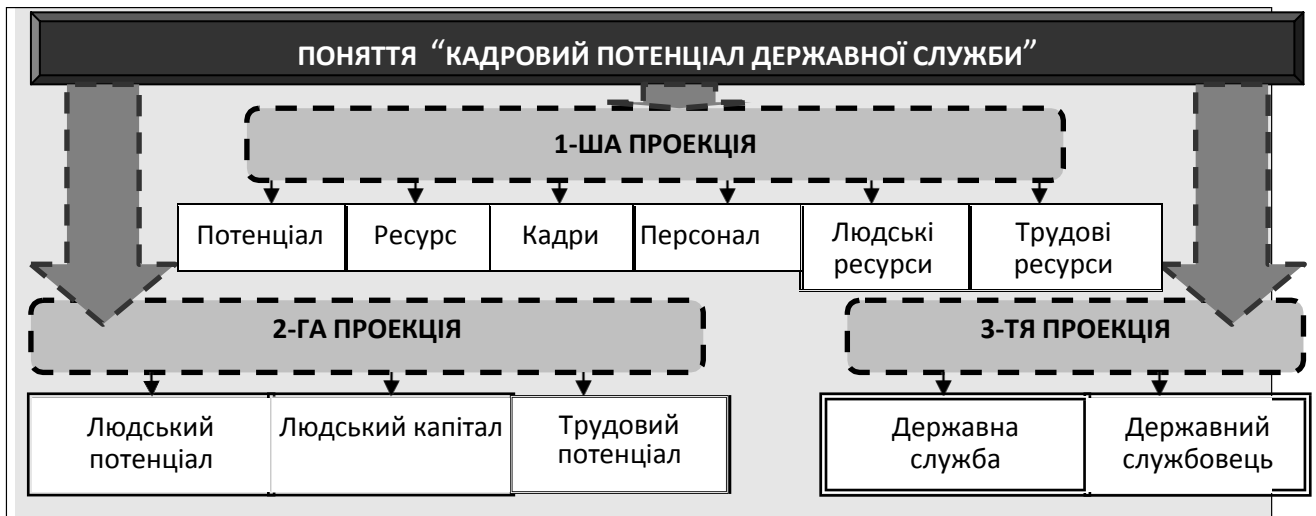 ПОНЯТТЯ “КАДРОВИЙ ПОТЕНЦІАЛ ДЕРЖАВНОЇ СЛУЖБИ”
1-ША ПРОЕКЦІЯ
Потенціал
Ресурс
Кадри
Персонал
Людські
ресурси
Трудові
ресурси
2-ГА ПРОЕКЦІЯ
Людський
потенціал
Людський капітал
Трудовий
потенціал
3-ТЯ ПРОЕКЦІЯ
Державна
служба
Державний
службовець